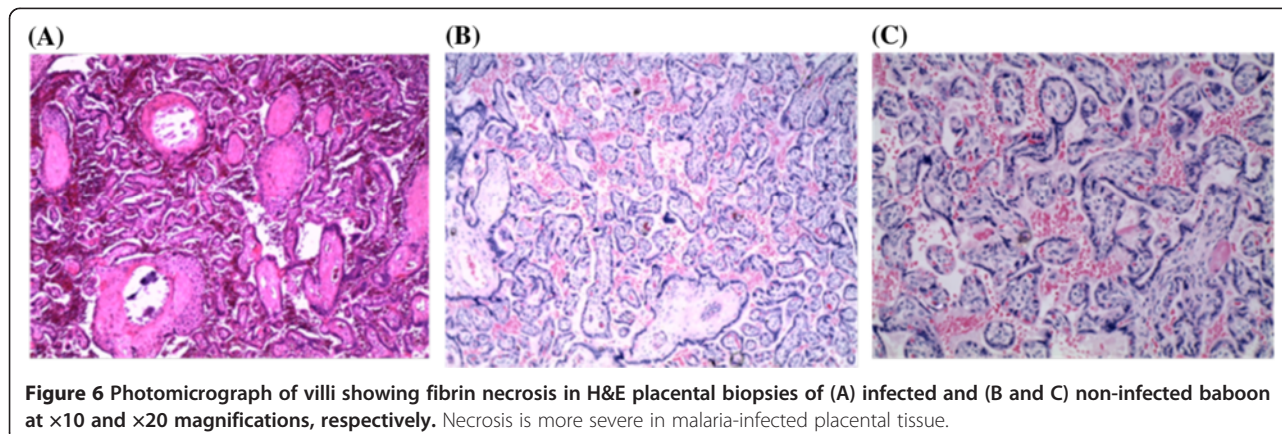 (A)
(B)
(C)
Figure 6 Photomicrograph of villi showing fibrin necrosis in H&E placental biopsies of (A) infected and (B and C) non-infected baboon
at ×10 and ×20 magnifications, respectively. Necrosis is more severe in malaria-infected placental tissue.